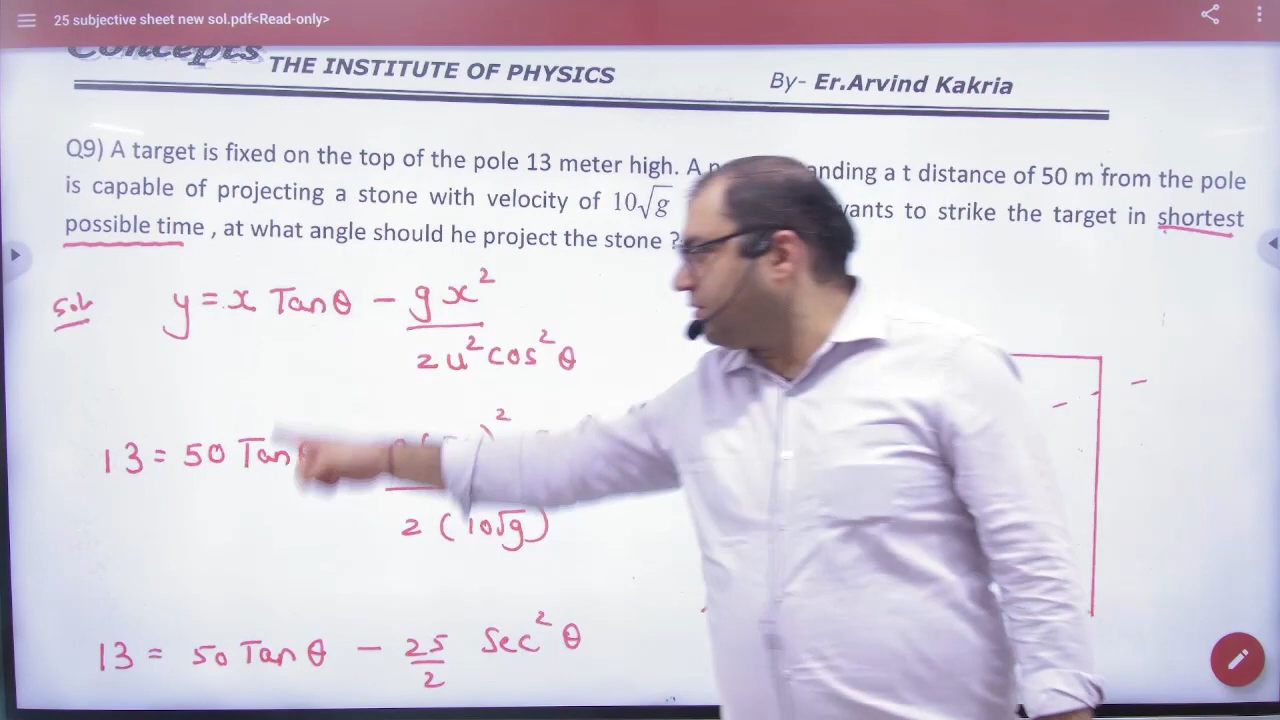 25 subjective sheet new sol.pdf<Read-only>
Concepts THE INSTITUTE OF PHYSICS By- Er.Arvind Kakria
Q9) A target is fixed on the top of the pole 13 meter high. A a t distance of 50 m from the pole
is capable of projecting a stone with velocity of 10√g to strike the target in shortest
possible time , at what angle should he project the stone ?
Sol y = x Tanθ - gx²
2u²cos²θ
13 = 50 Tan 2
2 (10√g)
13 = 50 Tanθ - 25/2 Sec²θ